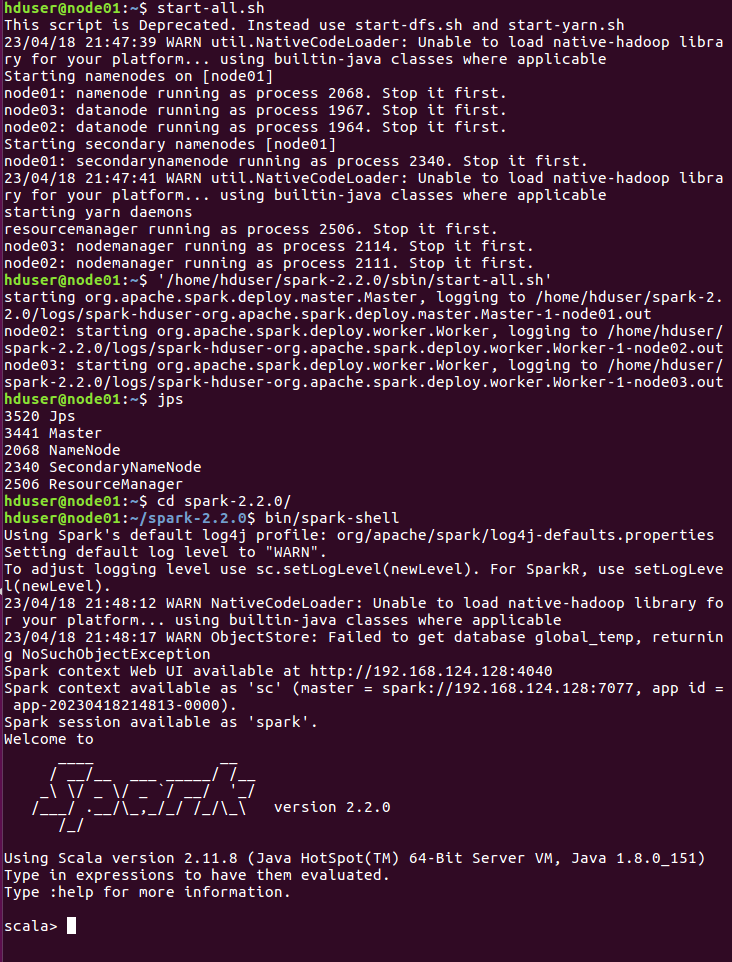 hduser@node01:~$ start-all.sh
This script is Deprecated. Instead use start-dfs.sh and start-yarn.sh
23/04/18 21:47:39 WARN util.NativeCodeLoader: Unable to load native-hadoop libra
ry for your platform... using builtin-java classes where applicable
Starting namenodes on [node01]
node01: namenode running as process 2068. Stop it first.
node03: datanode running as process 1967. Stop it first.
node02: datanode running as process 1964. Stop it first.
Starting secondary namenodes [node01]
node01: secondarynamenode running as process 2340. Stop it first.
23/04/18 21:47:41 WARN util.NativeCodeLoader: Unable to load native-hadoop libra
ry for your platform... using builtin-java classes where applicable
starting yarn daemons
resourcemanager running as process 2506. Stop it first.
node03: nodemanager running as process 2114. Stop it first.
node02: nodemanager running as process 2111. Stop it first.
hduser@node01:~$ '/home/hduser/spark-2.2.0/sbin/start-all.sh'
starting org.apache.spark.deploy.master.Master, logging to /home/hduser/spark-2.
2.0/logs/spark-hduser-org.apache.spark.deploy.master.Master-1-node01.out
node02: starting org.apache.spark.deploy.worker.Worker, logging to /home/hduser/
spark-2.2.0/logs/spark-hduser-org.apache.spark.deploy.worker.Worker-1-node02.out
node03: starting org.apache.spark.deploy.worker.Worker, logging to /home/hduser/
spark-2.2.0/logs/spark-hduser-org.apache.spark.deploy.worker.Worker-1-node03.out
hduser@node01:~$ jps
3520 Jps
3441 Master
2068 NameNode
2340 SecondaryNameNode
2506 ResourceManager
hduser@node01:~$ cd spark-2.2.0/
hduser@node01:~/spark-2.2.0$ bin/spark-shell
Using Spark's default log4j profile: org/apache/spark/log4j-defaults.properties
Setting default log level to "WARN".
To adjust logging level use sc.setLogLevel(newLevel). For SparkR, use setLogLeve
l(newLevel).
23/04/18 21:48:12 WARN NativeCodeLoader: Unable to load native-hadoop library fo
r your platform... using builtin-java classes where applicable
23/04/18 21:48:17 WARN ObjectStore: Failed to get database global_temp, returnin
g NoSuchObjectException
Spark context Web UI available at http://192.168.124.128:4040
Spark context available as 'sc' (master = spark://192.168.124.128:7077, app id =
 app-20230418214813-0000).
Spark session available as 'spark'.
Welcome to
      ____              __
     / __/__  ___ _____/ /__
    _\ \/ _ \/ _ `/ __/  '_/
   /___/ .__/\_,_/_/ /_/\_\   version 2.2.0
      /_/
Using Scala version 2.11.8 (Java HotSpot(TM) 64-Bit Server VM, Java 1.8.0_151)
Type in expressions to have them evaluated.
Type :help for more information.
scala>